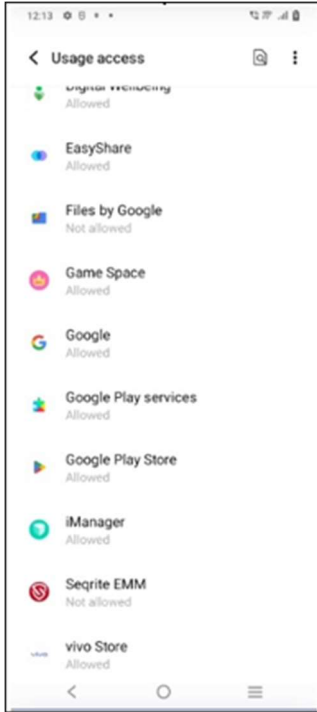 12:13
Usage access
Digital Wellbeing
Allowed
EasyShare
Allowed
Files by Google
Not allowed
Game Space
Allowed
Google
Allowed
Google Play services
Allowed
Google Play Store
Allowed
iManager
Allowed
Seqrite EMM
Not allowed
vivo Store
Allowed